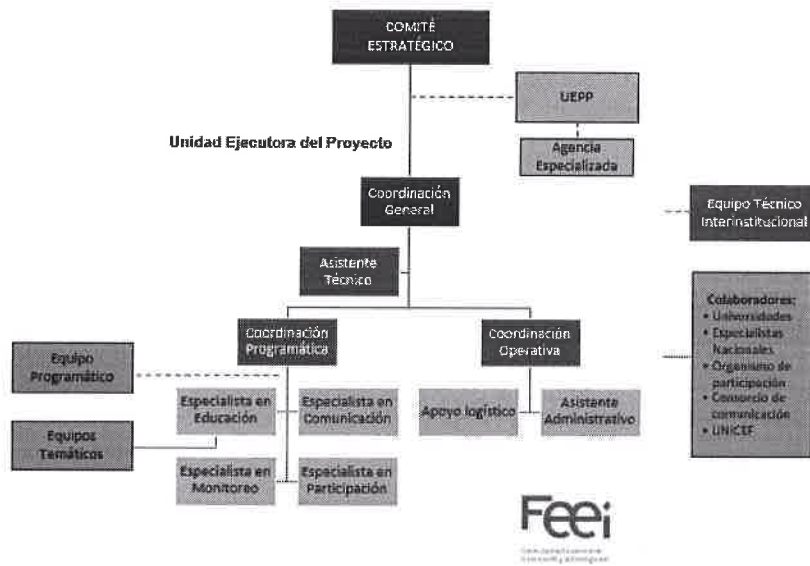 COMITÉ
ESTRATÉGICO
UEPP
Unidad Ejecutora del Proyecto
Agencia
Especializada
Coordinación
General
Equipo Técnico
Interinstitucional
Asistente
Técnico
Colaboradores:
• Universidades
• Especialistas
Nacionales
• Organismo de
participación
• Consorcio de
comunicación
• UNICEF
Coordinación
Programática
Coordinación
Operativa
Equipo
Programático
Especialista en
Educación
Especialista en
Comunicación
Apoyo logístico
Asistente
Administrativo
Equipos
Temáticos
Especialista en
Monitoreo
Especialista en
Participación
Feei